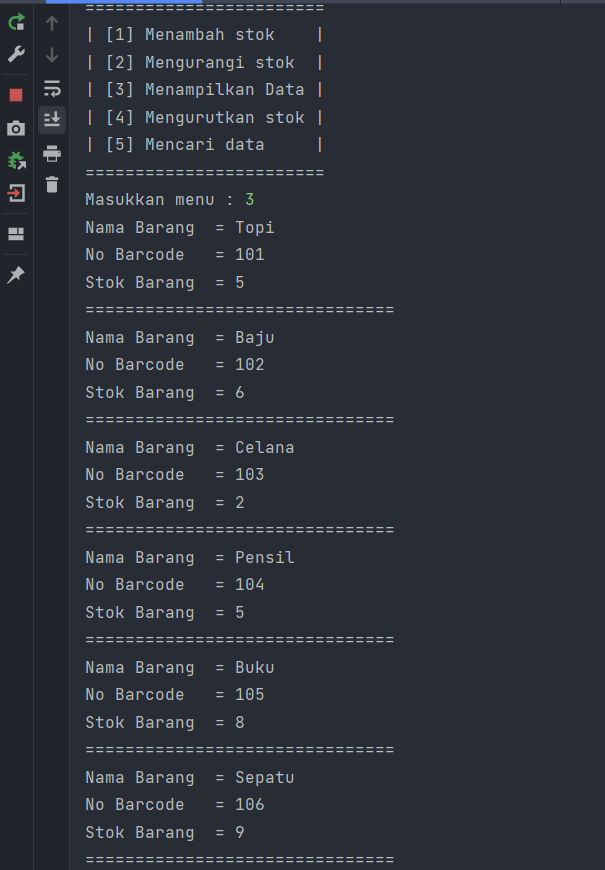 ========================
| [1] Menambah stok    |
| [2] Mengurangi stok  |
| [3] Menampilkan Data |
| [4] Mengurutkan stok |
| [5] Mencari data     |
========================
Masukkan menu : 3
Nama Barang  = Topi
No Barcode   = 101
Stok Barang  = 5
===============================
Nama Barang  = Baju
No Barcode   = 102
Stok Barang  = 6
===============================
Nama Barang  = Celana
No Barcode   = 103
Stok Barang  = 2
===============================
Nama Barang  = Pensil
No Barcode   = 104
Stok Barang  = 5
===============================
Nama Barang  = Buku
No Barcode   = 105
Stok Barang  = 8
===============================
Nama Barang  = Sepatu
No Barcode   = 106
Stok Barang  = 9
===============================